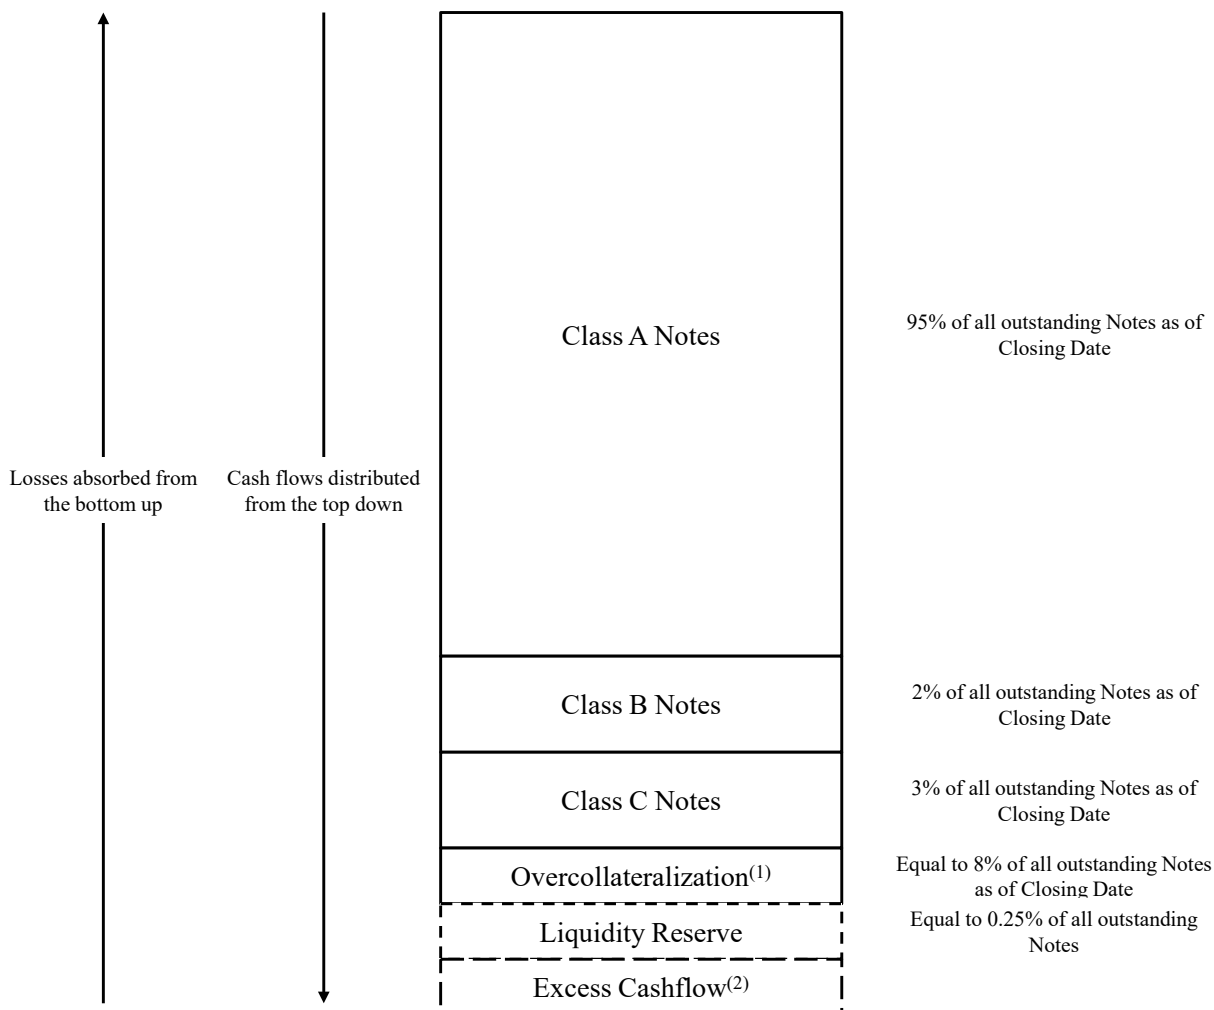 Class A Notes
95% of all outstanding Notes as of
Closing Date
Losses absorbed from
the bottom up
Cash flows distributed
from the top down
Class B Notes
2% of all outstanding Notes as of
Closing Date
Class C Notes
3% of all outstanding Notes as of
Closing Date
Overcollateralization(1)
Equal to 8% of all outstanding Notes
as of Closing Date
Liquidity Reserve
Equal to 0.25% of all outstanding
Notes
Excess Cashflow(2)